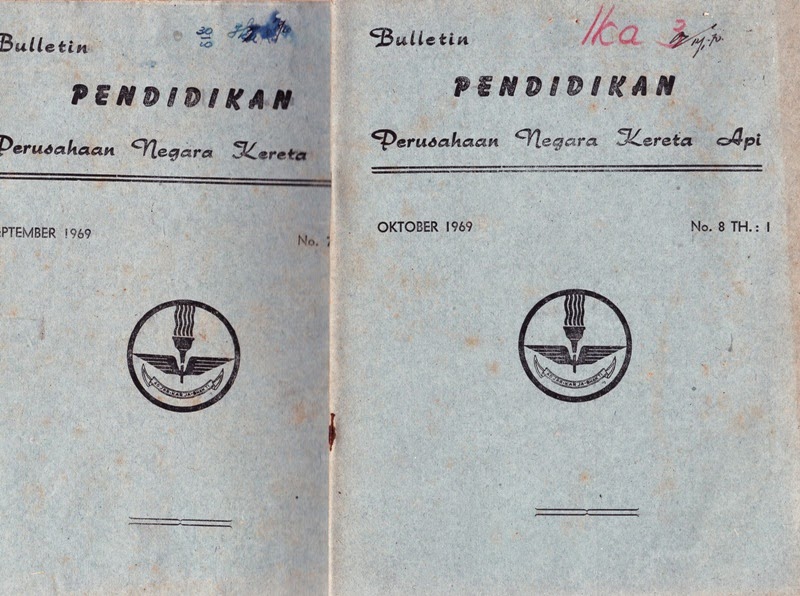 Bulletin
PENDIDIKAN
Perusahaan Negara Kereta
PTEMBER 1969
No. 7
Bulletin
Ika 3
PENDIDIKAN
Perusahaan Negara Kereta Api
OKTOBER 1969
No. 8 TH.: I